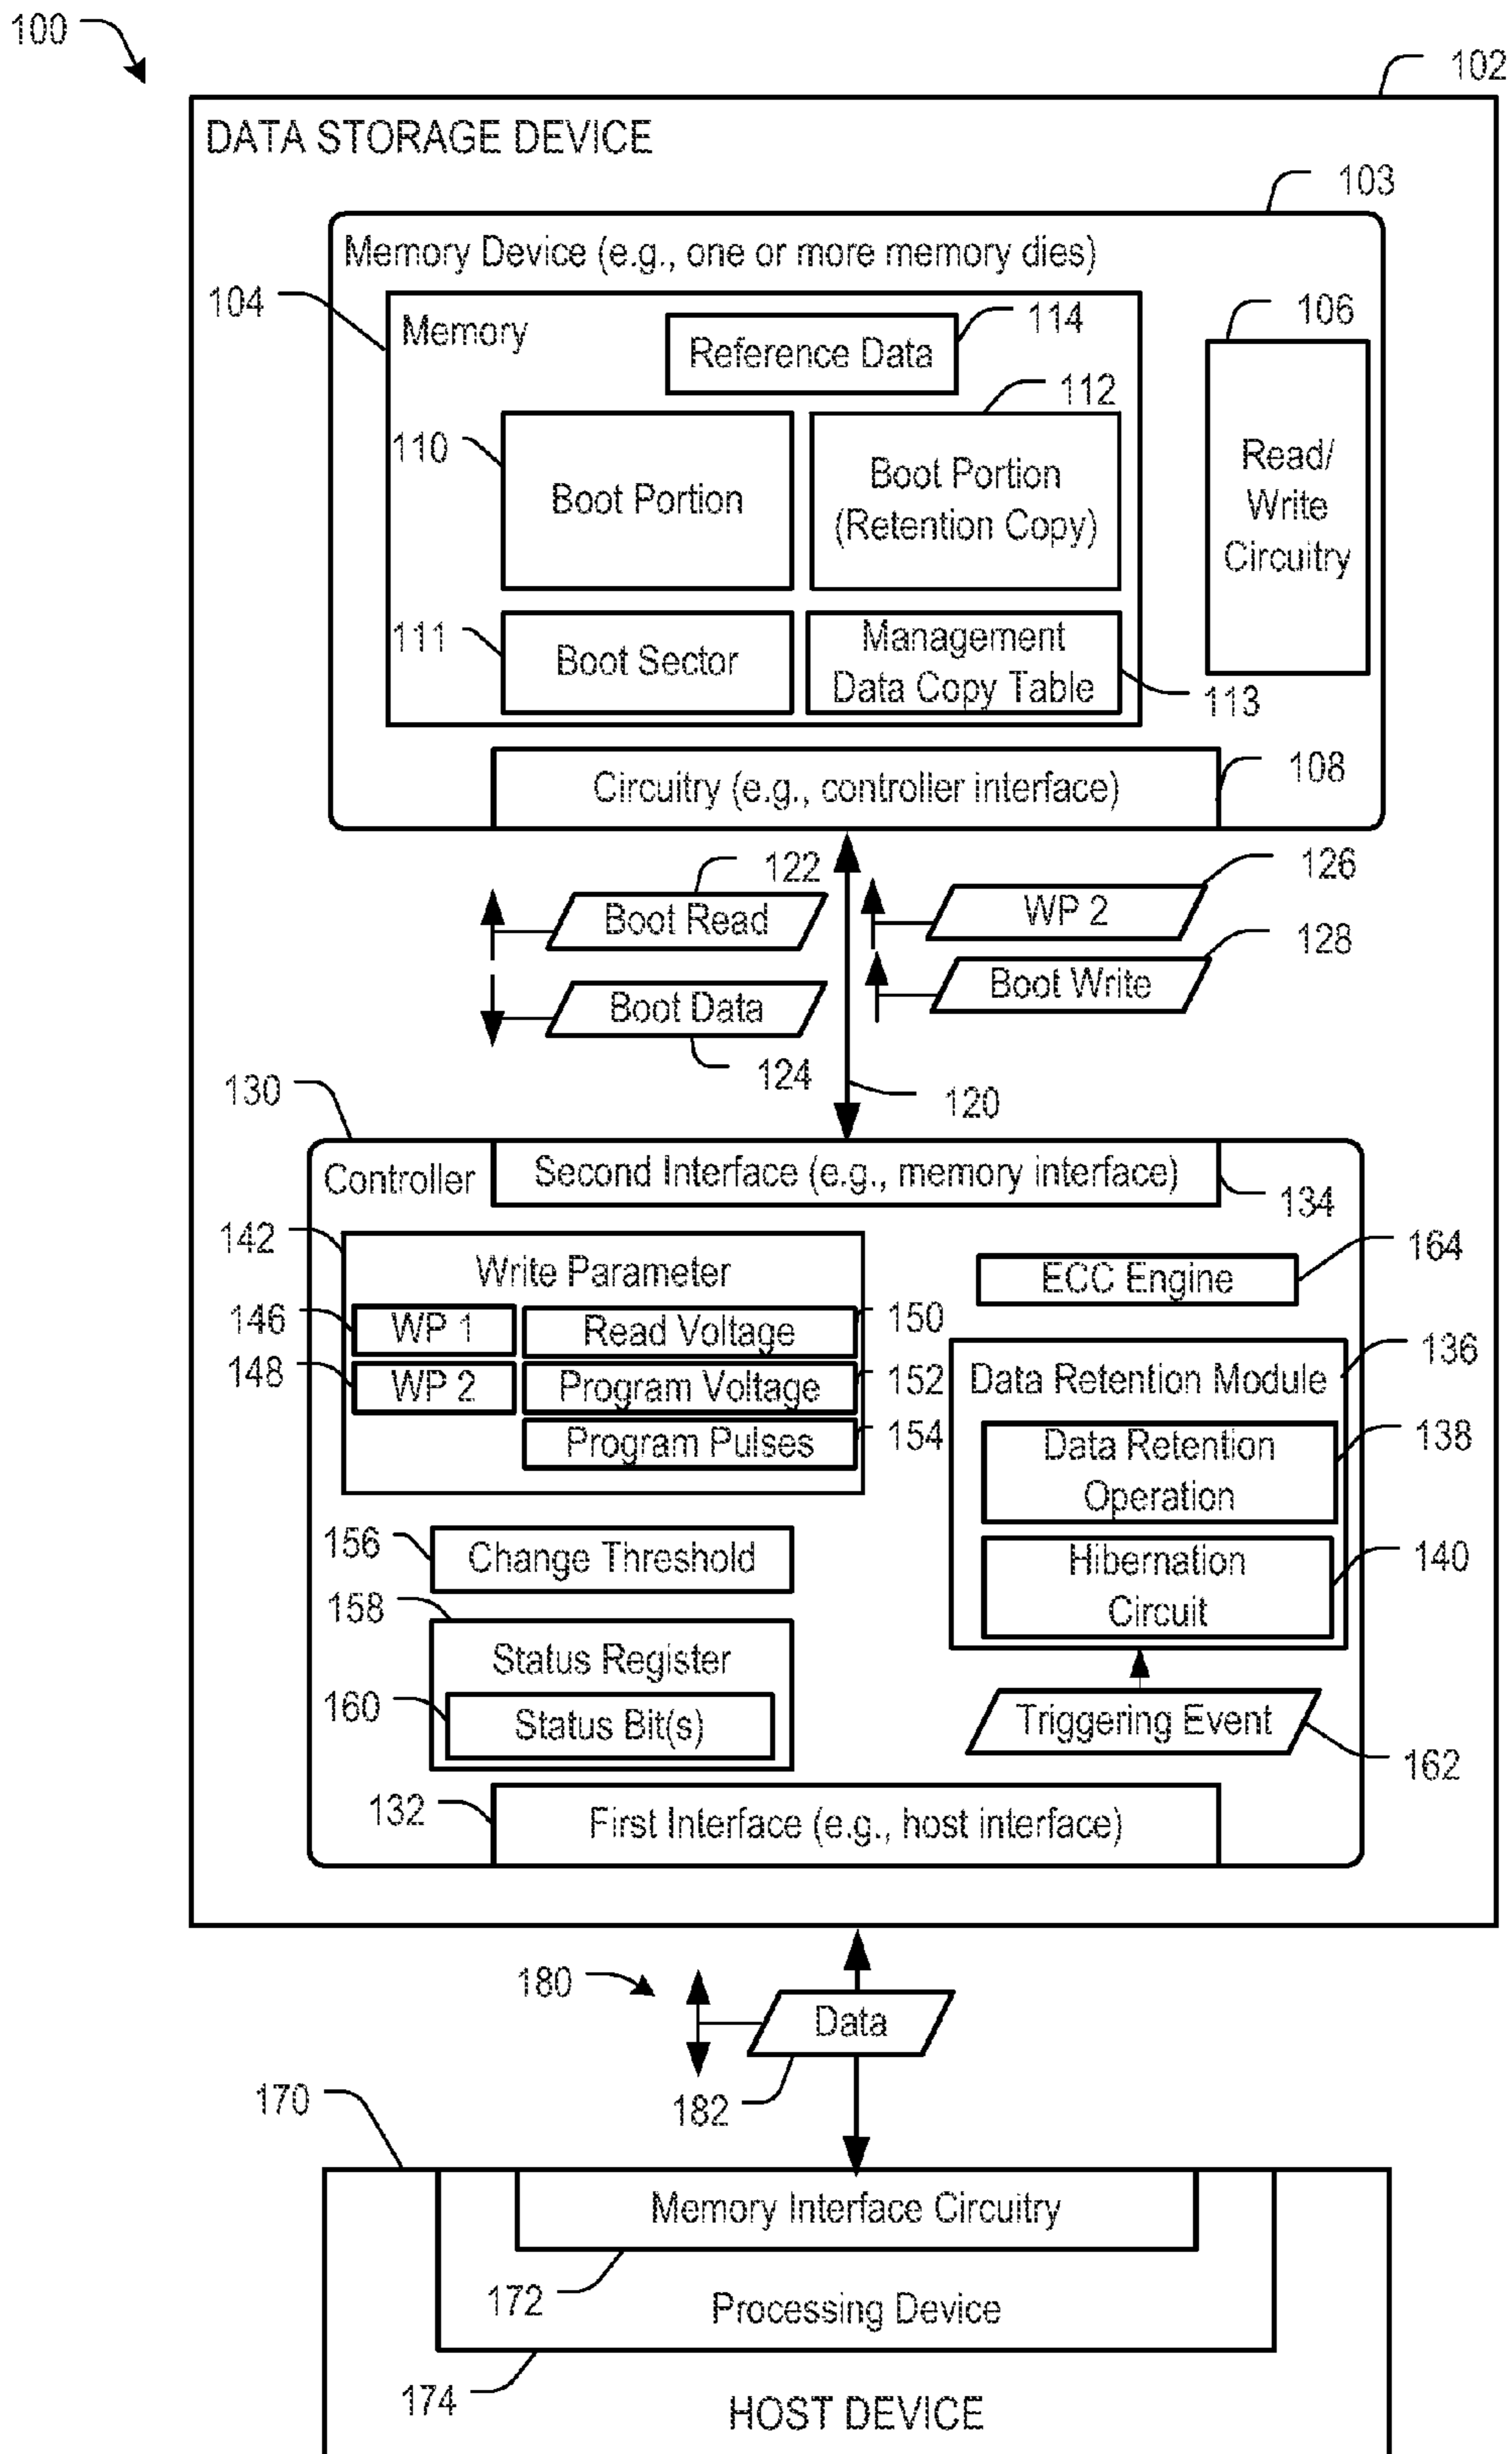 100
102
DATA STORAGE DEVICE
103
Memory Device (e.g., one or more memory dies)
104
Memory
114
Reference Data
106
112
110
Boot Portion
Boot Portion
(Retention Copy)
Read/
Write
Circuitry
111
Boot Sector
Management
Data Copy Table
113
Circuitry (e.g., controller interface)
108
122
Boot Read
126
WP 2
128
Boot Write
Boot Data
124
120
130
Controller
Second Interface (e.g., memory interface)
134
142
Write Parameter
164
ECC Engine
146
WP 1
Read Voltage
150
148
WP 2
Program Voltage
152
Program Pulses
154
136
Data Retention Module
138
Data Retention
Operation
140
Hibernation
Circuit
156
Change Threshold
158
Status Register
160
Status Bit(s)
Triggering Event
162
132
First Interface (e.g., host interface)
180
Data
182
170
Memory Interface Circuitry
172
Processing Device
174
HOST DEVICE